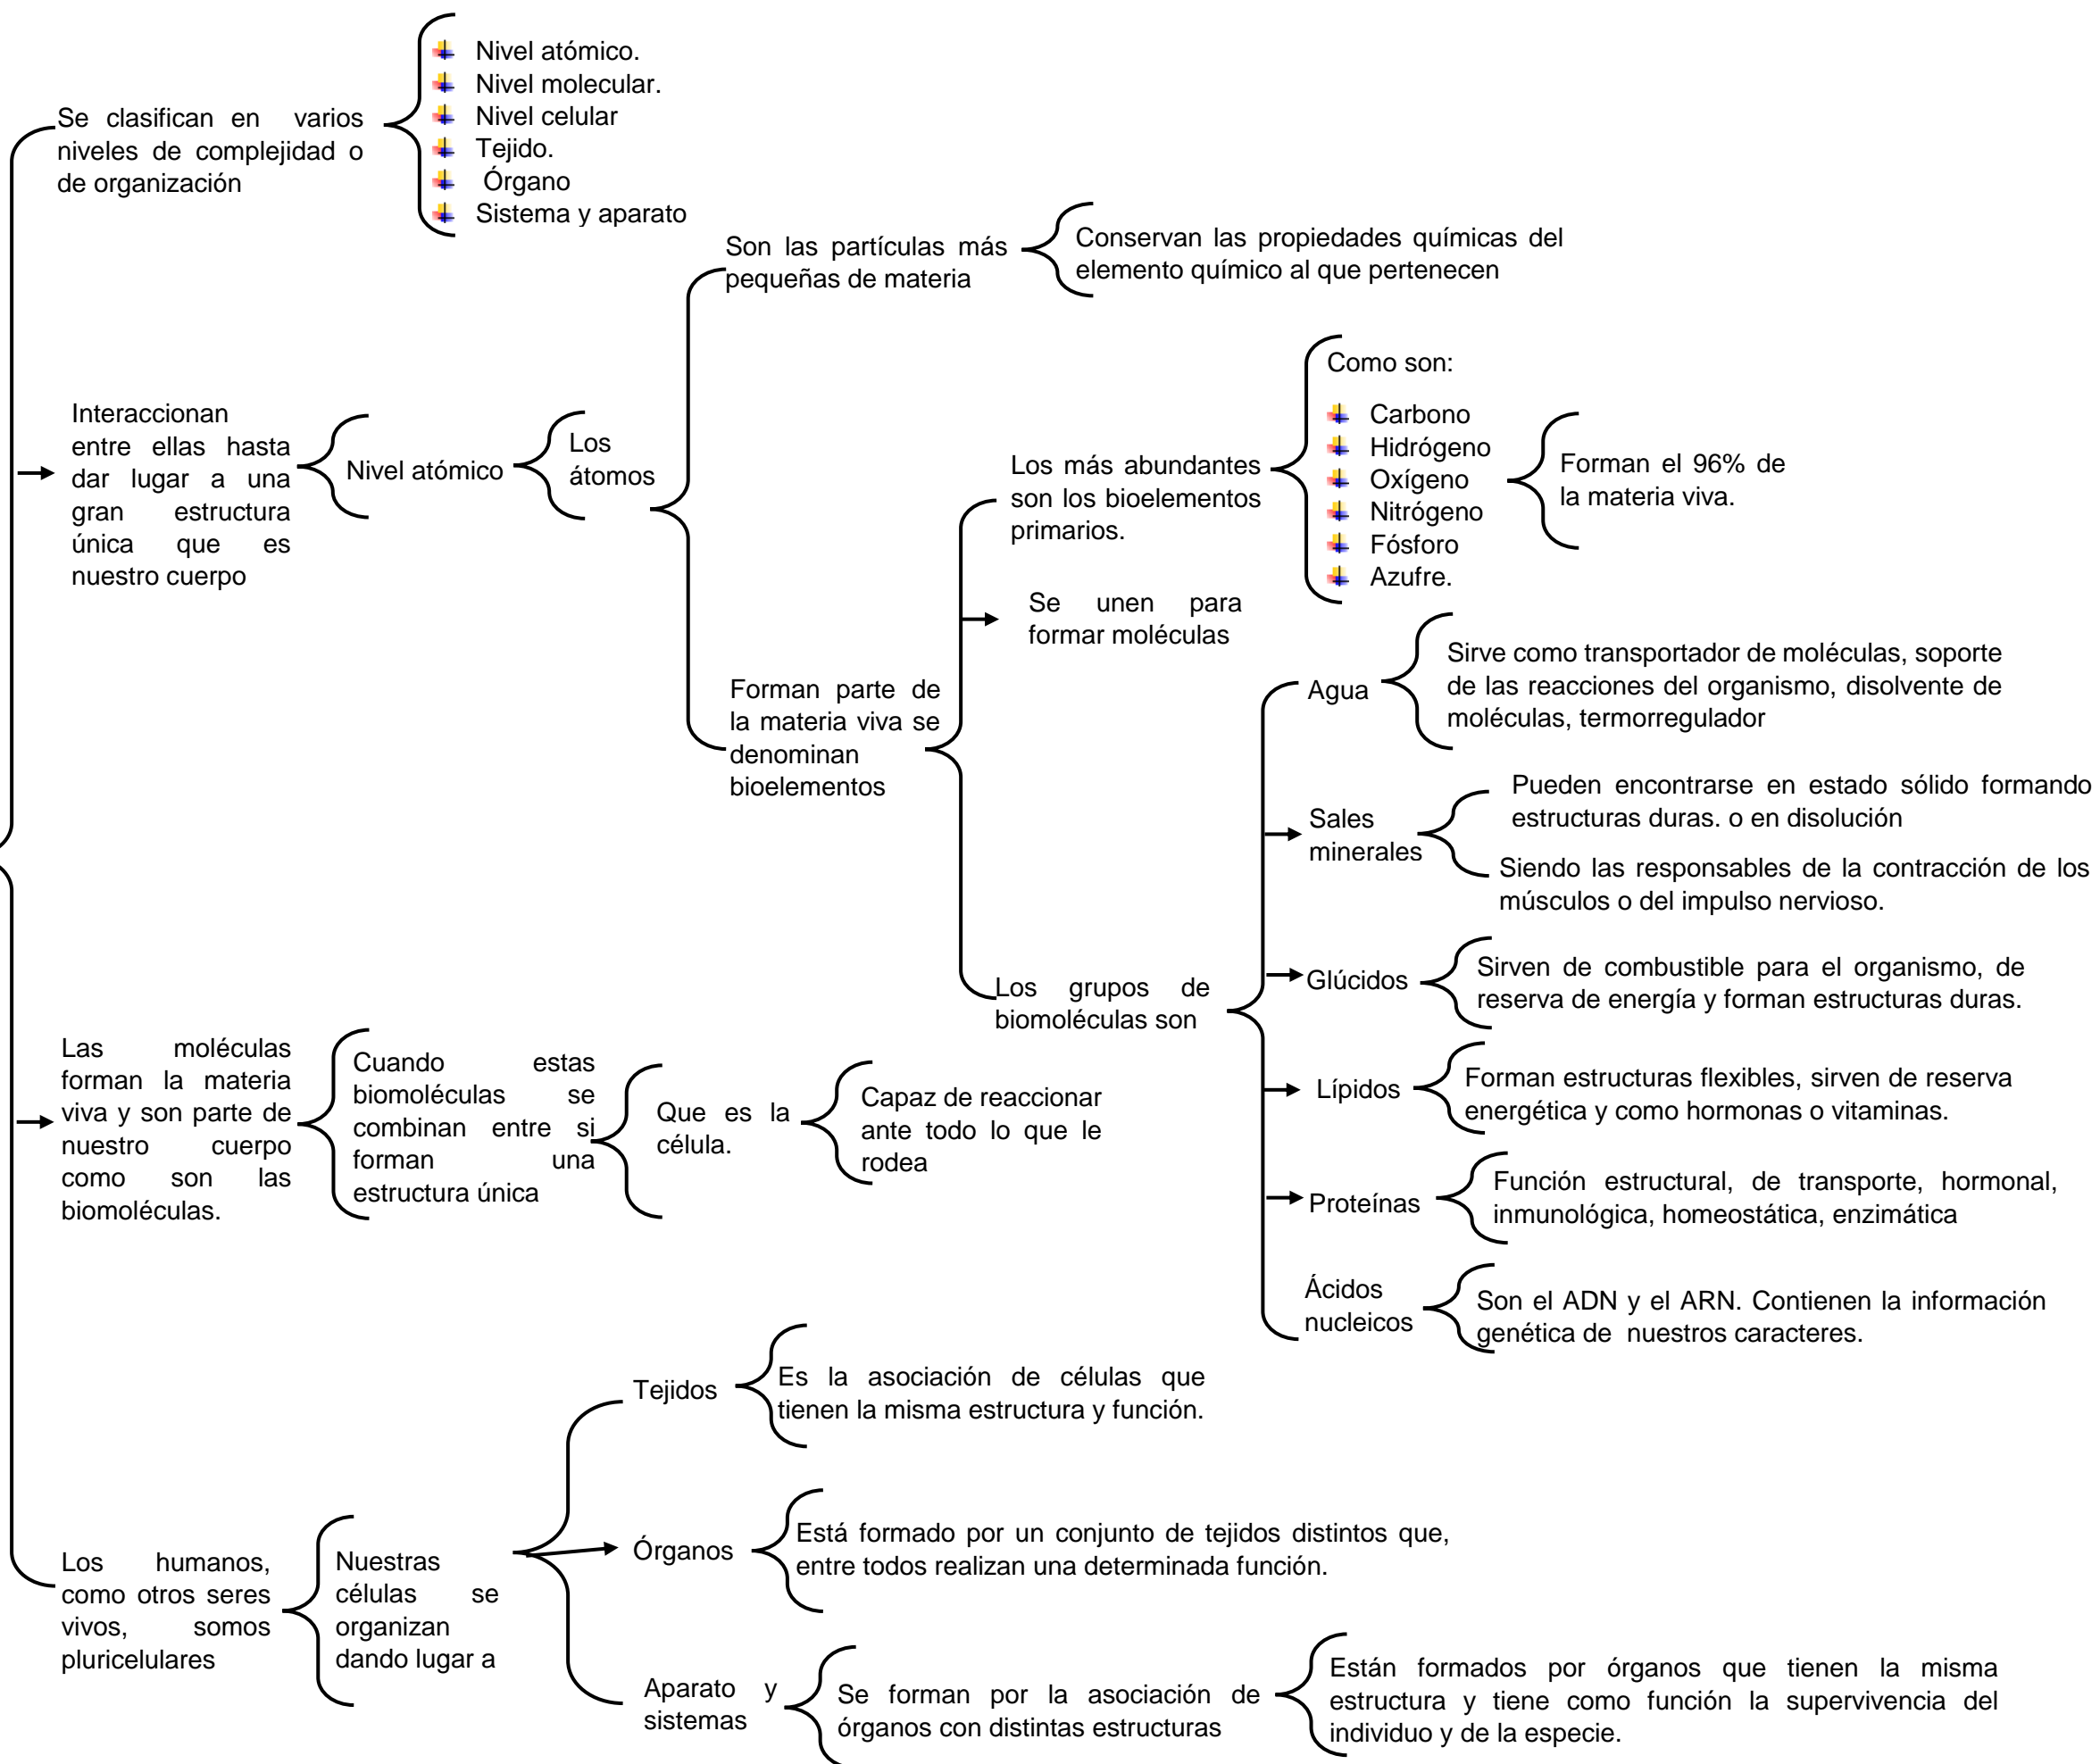 Se clasifican en varios
niveles de complejidad o
de organización
Nivel atómico.
Nivel molecular.
Nivel celular
Tejido.
Órgano
Sistema y aparato
Interaccionan
entre ellas hasta
dar lugar a una
gran estructura
única que es
nuestro cuerpo
Nivel atómico
Los
átomos
Son las partículas más
pequeñas de materia
Conservan las propiedades químicas del
elemento químico al que pertenecen
Forman parte de
la materia viva se
denominan
bioelementos
Los más abundantes
son los bioelementos
primarios.
Como son:
Carbono
Hidrógeno
Oxígeno
Nitrógeno
Fósforo
Azufre.
Forman el 96% de
la materia viva.
Se unen para
formar moléculas
Los grupos de
biomoléculas son
Agua
Sirve como transportador de moléculas, soporte
de las reacciones del organismo, disolvente de
moléculas, termorregulador
Sales
minerales
Pueden encontrarse en estado sólido formando
estructuras duras. o en disolución
Siendo las responsables de la contracción de los
músculos o del impulso nervioso.
Glúcidos
Sirven de combustible para el organismo, de
reserva de energía y forman estructuras duras.
Lípidos
Forman estructuras flexibles, sirven de reserva
energética y como hormonas o vitaminas.
Proteínas
Función estructural, de transporte, hormonal,
inmunológica, homeostática, enzimática
Ácidos
nucleicos
Son el ADN y el ARN. Contienen la información
genética de nuestros caracteres.
Las moléculas
forman la materia
viva y son parte de
nuestro cuerpo
como son las
biomoléculas.
Cuando estas
biomoléculas se
combinan entre si
forman una
estructura única
Que es la
célula.
Capaz de reaccionar
ante todo lo que le
rodea
Los humanos,
como otros seres
vivos, somos
pluricelulares
Nuestras
células se
organizan
dando lugar a
Tejidos
Es la asociación de células que
tienen la misma estructura y función.
Órganos
Está formado por un conjunto de tejidos distintos que,
entre todos realizan una determinada función.
Aparato y
sistemas
Se forman por la asociación de
órganos con distintas estructuras
Están formados por órganos que tienen la misma
estructura y tiene como función la supervivencia del
individuo y de la especie.